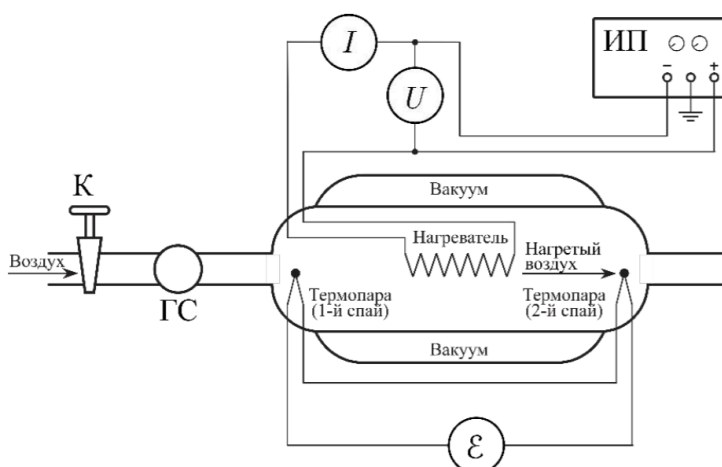 I
ИП
− +
U
К
Вакуум
Воздух
Нагреватель
Нагретый
воздух
ГС
Термопара
(1-й спай)
Термопара
(2-й спай)
Вакуум
ℰ